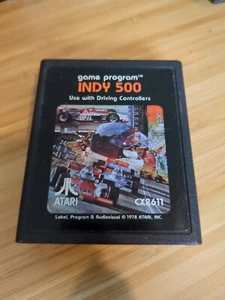 game program™
INDY 500
Use with Driving Controllers
ATARI
CX2611
Label, Program & Audiovisual © 1978 ATARI, INC.